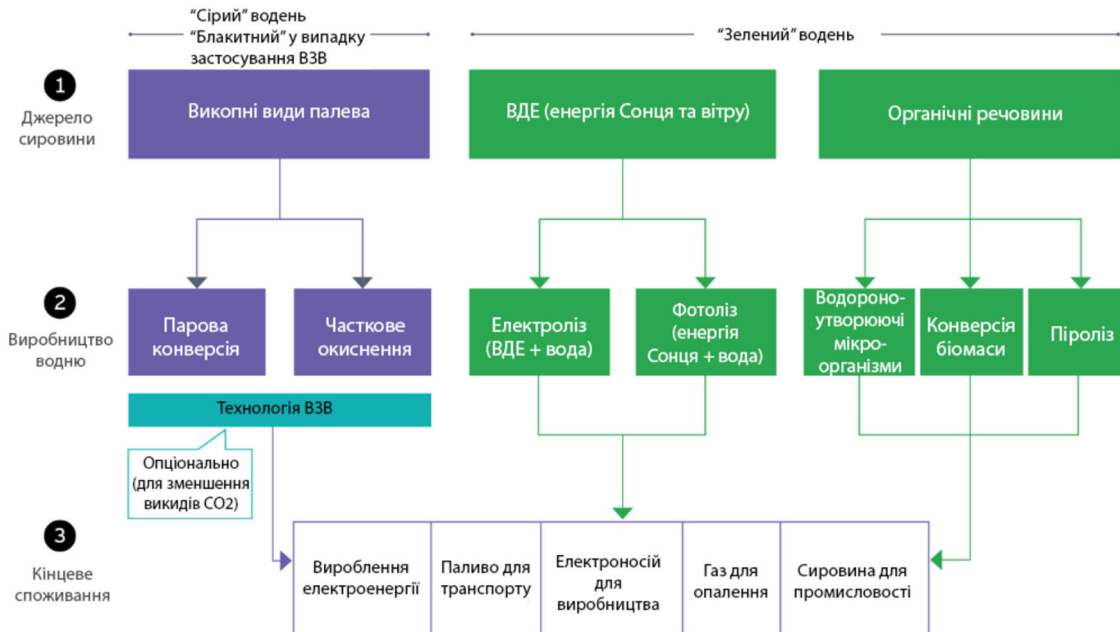 “Сірий” водень
“Блакитний” у випадку
застосування ВЗВ
“Зелений” водень
1
Джерело
сировини
Викопні види палева
ВДЕ (енергія Сонця та вітру)
Органічні речовини
2
Виробництво
водню
Парова
конверсія
Часткове
окиснення
Електроліз
(ВДЕ + вода)
Фотоліз
(енергія
Сонця + вода)
Водороно-
утворюючі
мікро-
організми
Конверсія
біомаси
Піроліз
Технологія ВЗВ
Опціонально
(для зменшення
викидів СО2)
3
Кінцеве
споживання
Вироблення
електроенергії
Паливо для
транспорту
Електроносій
для
виробництва
Газ для
опалення
Сировина для
промисловості